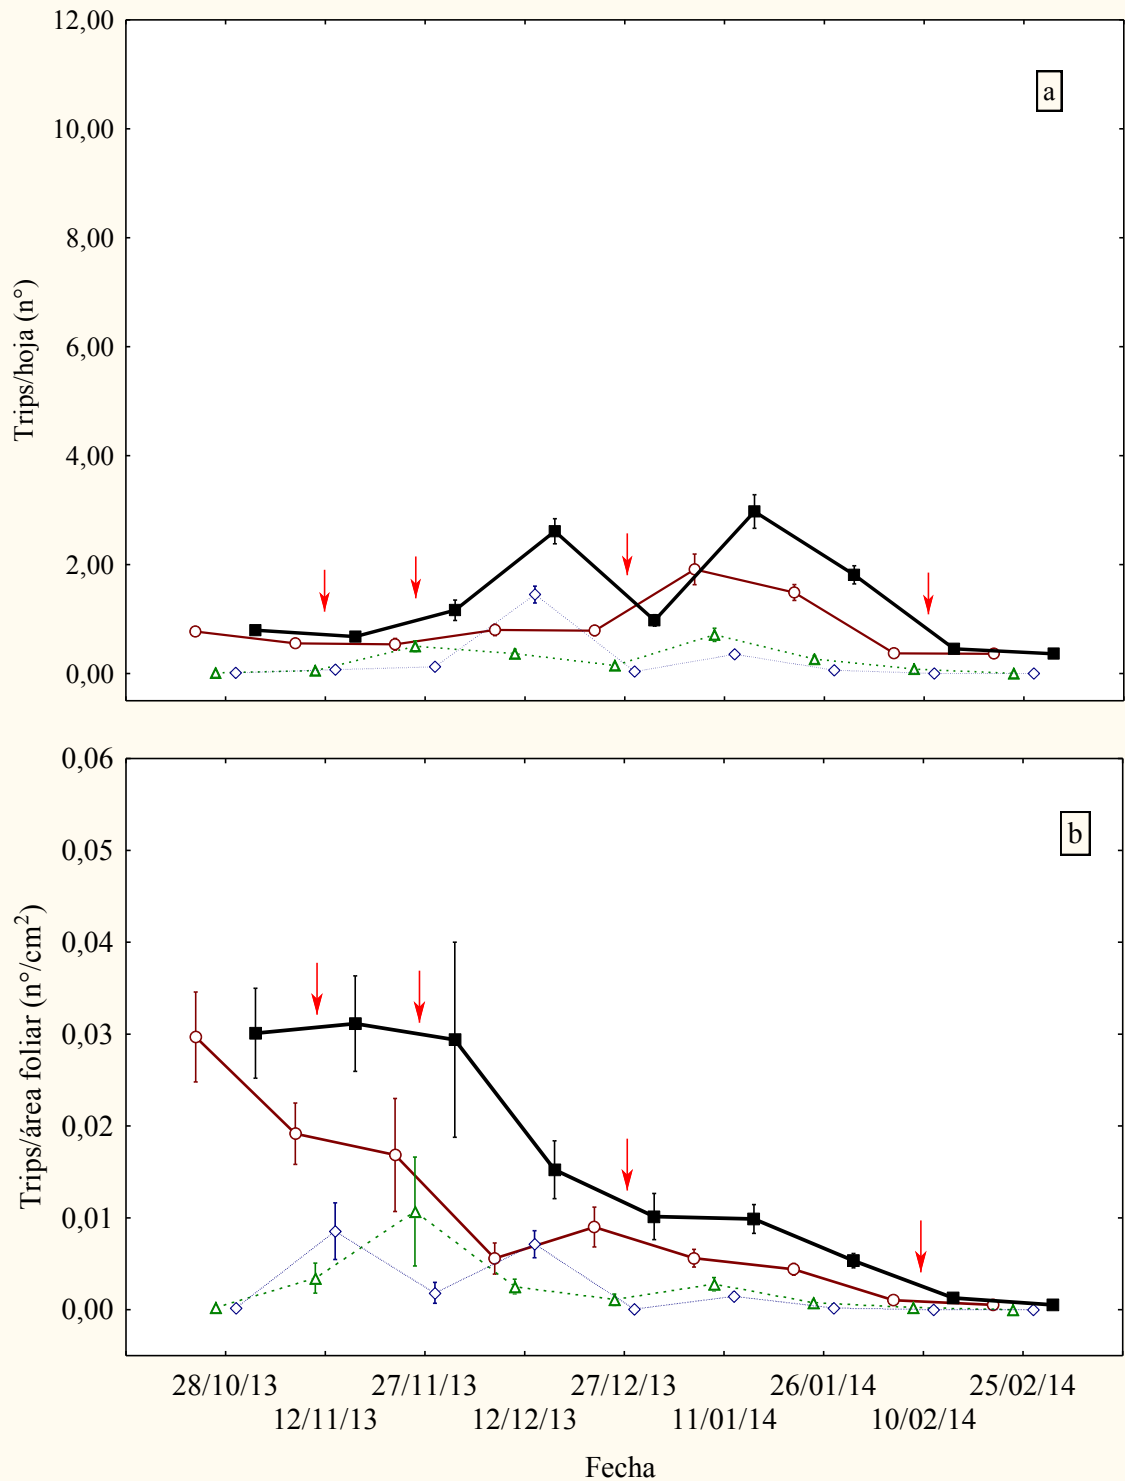 12,00
a
10,00
8,00
6,00
4,00
2,00
0,00
Trips/hoja (n°)
0,06
b
0,05
0,04
0,03
0,02
0,01
0,00
Trips/área foliar (n°/cm²)
28/10/13 27/11/13 27/12/13 26/01/14 25/02/14
12/11/13 12/12/13 11/01/14 10/02/14
Fecha